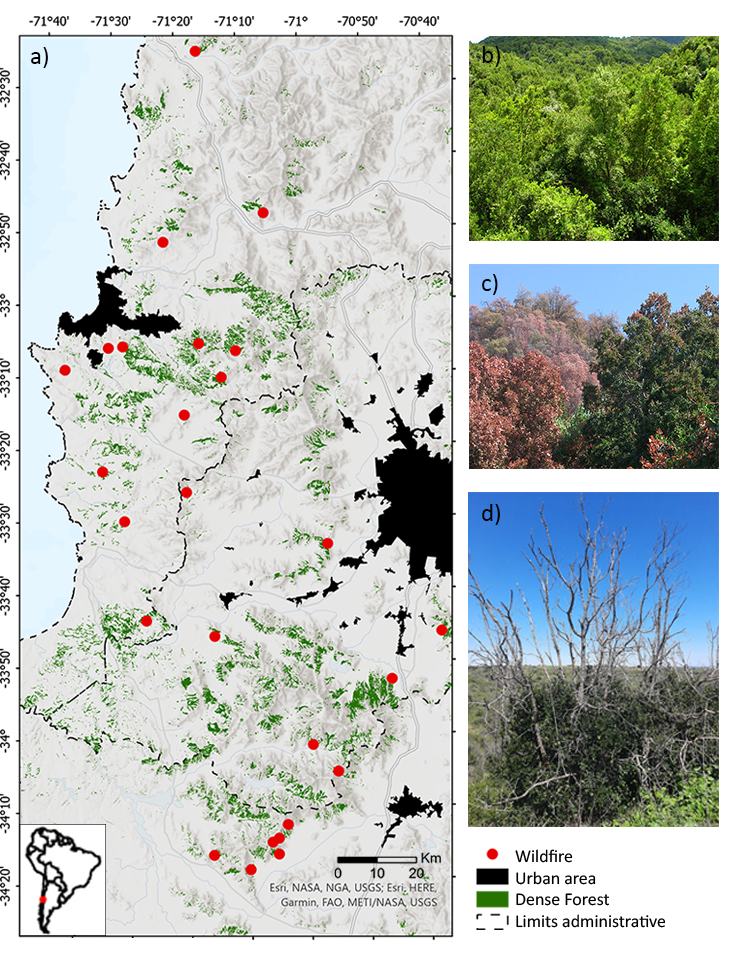 -71°40' -71°30' -71°20' -71°10' -71° -70°50' -70°40'
a)
-32°30'
-32°40'
-32°50'
-33°
-33°10'
-33°20'
-33°30'
-33°40'
-33°50'
-34°
-34°10'
-34°20'
0 10 20 Km
Esri, NASA, NGA, USGS; Esri, HERE,
Garmin, FAO, METI/NASA, USGS
b)
c)
d)
Wildfire
Urban area
Dense Forest
Limits administrative